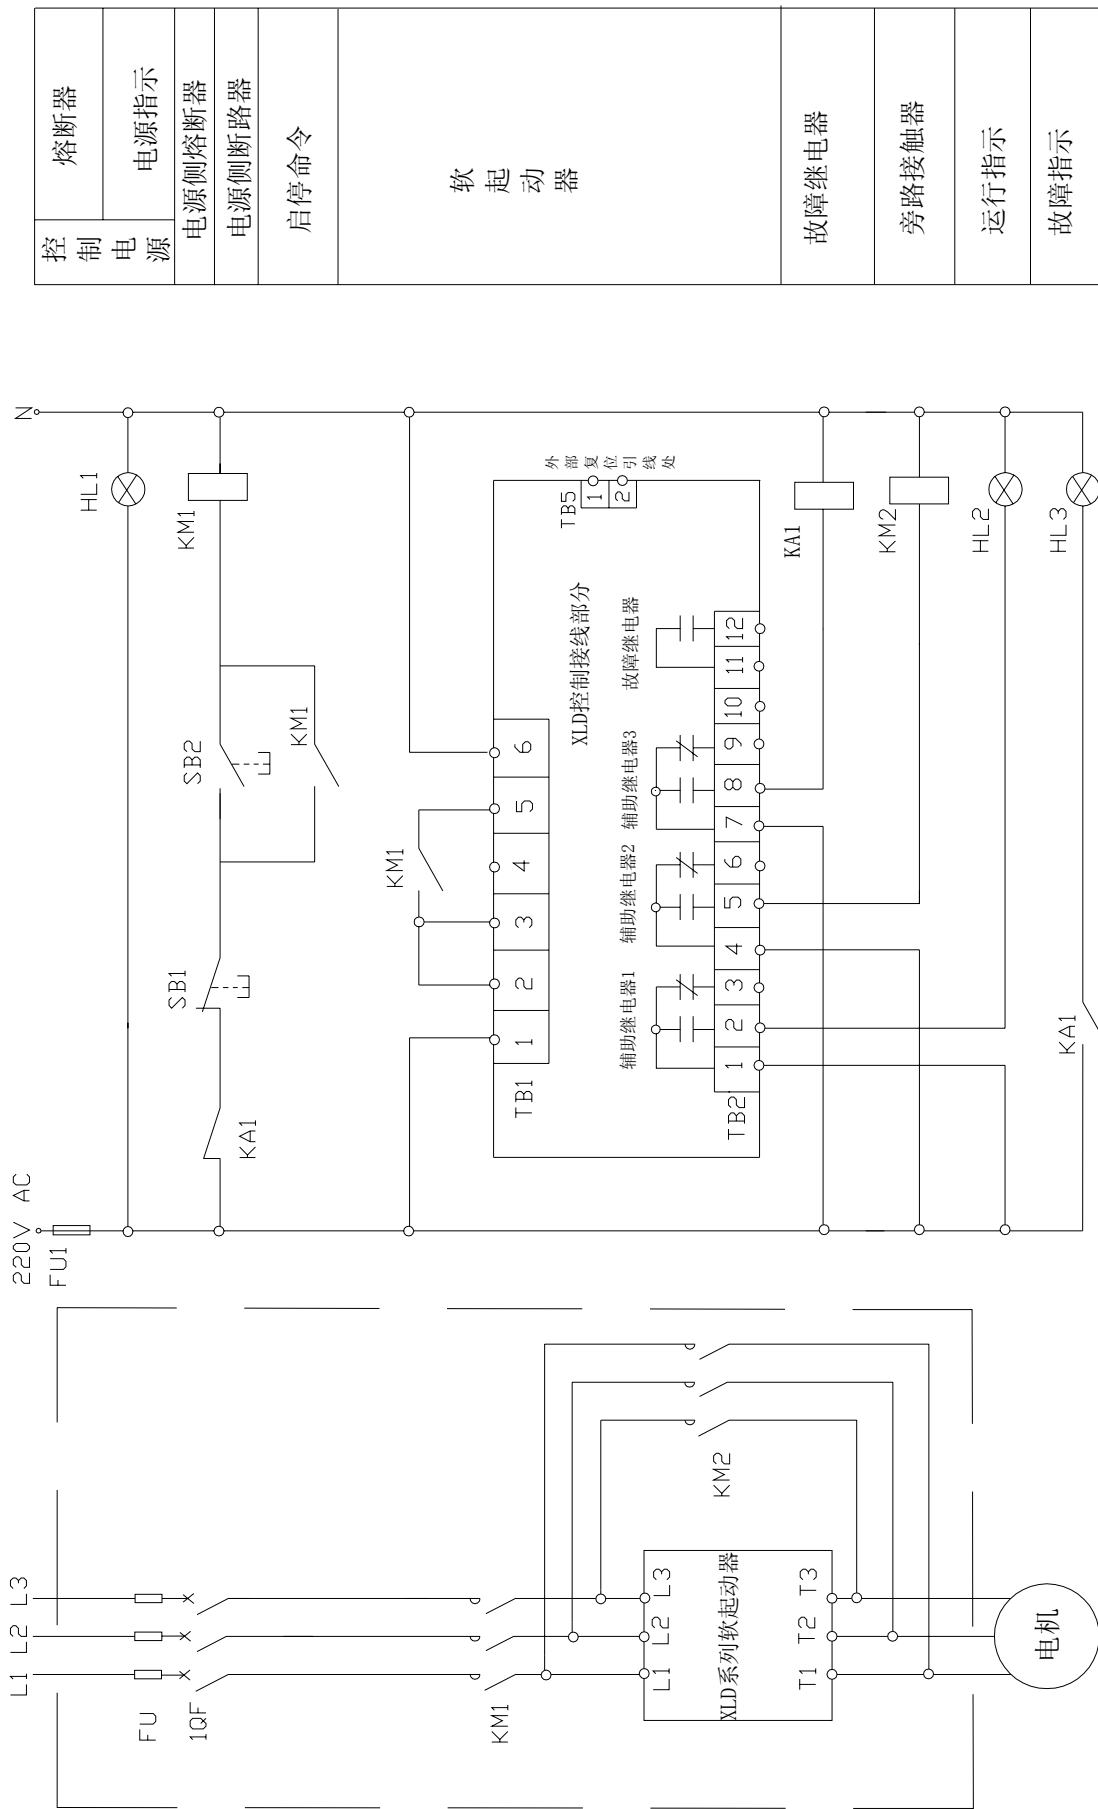 控制电源
熔断器
电源指示
电源侧熔断器
电源侧断路器
启停命令
软起动器
故障继电器
旁路接触器
运行指示
故障指示
220V AC
N
FU1
HL1
KA1
SB1
SB2
KM1
KM1
KM1
TB1
1 2 3 4 5 6
XLD控制接线部分
TB5
1 2
外部复位引线处
辅助继电器1
辅助继电器2
辅助继电器3
故障继电器
TB2
1 2 3 4 5 6 7 8 9 10 11 12
KA1
KM2
HL2
KA1
HL3
L1 L2 L3
FU
1QF
KM1
KM2
L1 L2 L3
XLD系列软起动器
T1 T2 T3
电机